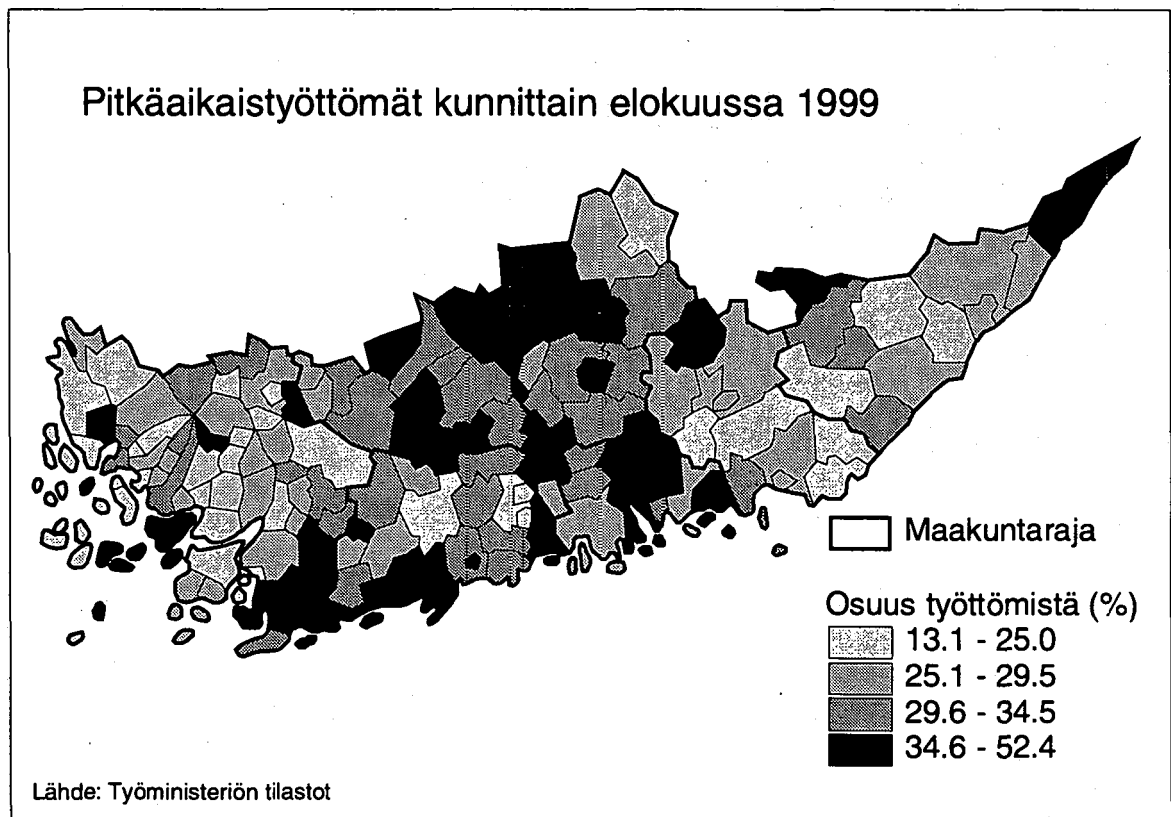 Pitkäaikaistyöttömät kunnittain elokuussa 1999
Maakuntaraja
Osuus työttömistä (%)
13.1 - 25.0
25.1 - 29.5
29.6 - 34.5
34.6 - 52.4
Lähde: Työministeriön tilastot